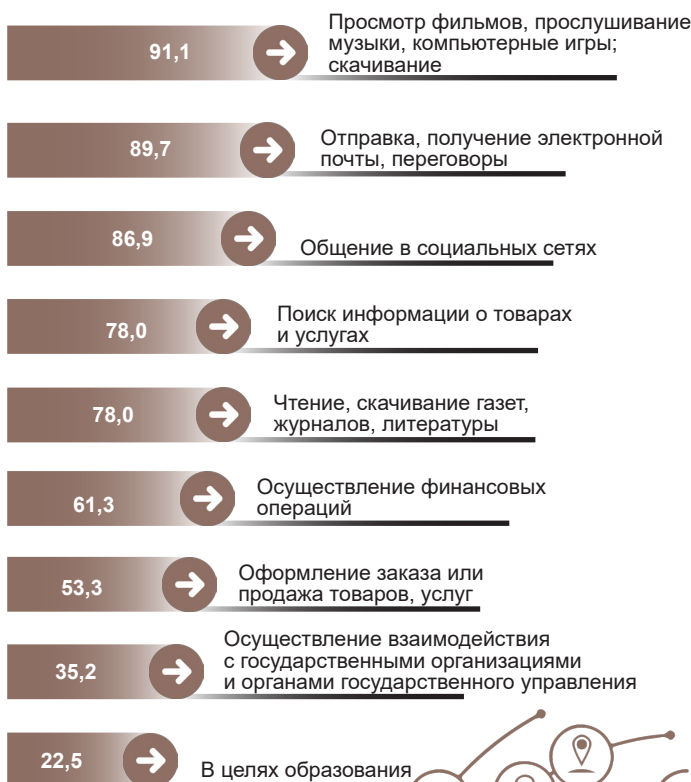 91,1
Просмотр фильмов, прослушивание
музыки, компьютерные игры;
скачивание
89,7
Отправка, получение электронной
почты, переговоры
86,9
Общение в социальных сетях
78,0
Поиск информации о товарах
и услугах
78,0
Чтение, скачивание газет,
журналов, литературы
61,3
Осуществление финансовых
операций
53,3
Оформление заказа или
продажа товаров, услуг
35,2
Осуществление взаимодействия
с государственными организациями
и органами государственного управления
22,5
В целях образования